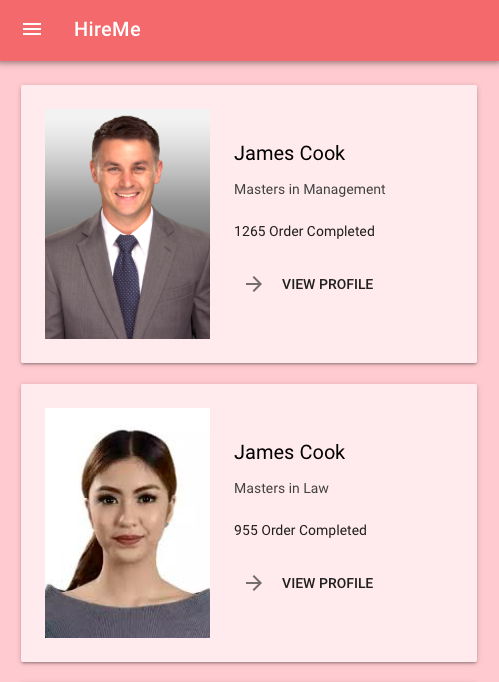 HireMe
James Cook
Masters in Management
1265 Order Completed
VIEW PROFILE
James Cook
Masters in Law
955 Order Completed
VIEW PROFILE